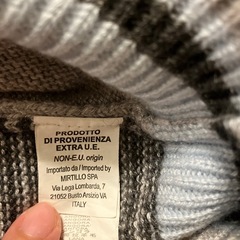 PRODOTTO
DI PROVENIENZA
EXTRA U.E.
NON-E.U. origin
Importato da / Imported by
MIRTILLO SPA
Via Lega Lombarda, 7
21052 Busto Arsizio VA
ITALY